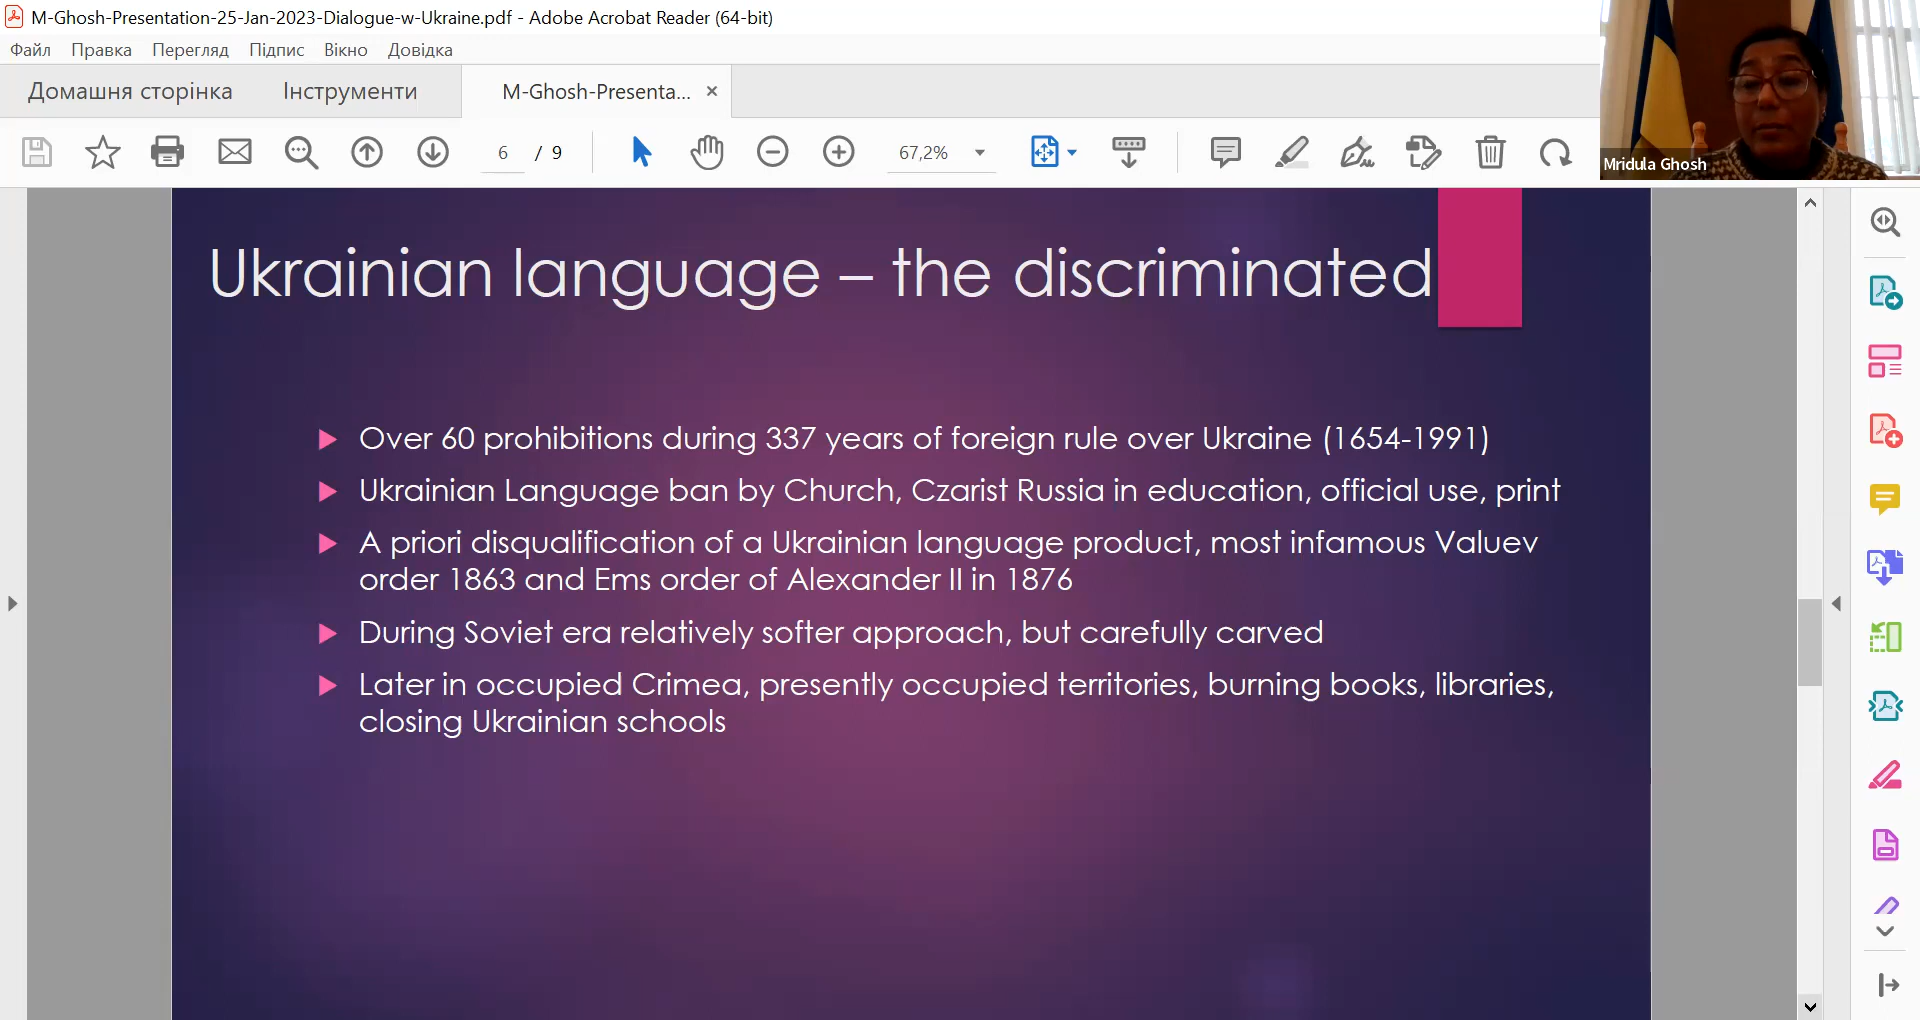 M-Ghosh-Presentation-25-Jan-2023-Dialogue-w-Ukraine.pdf - Adobe Acrobat Reader (64-bit)
Файл Правка Перегляд Підпис Вікно Довідка
Домашня сторінка Інструменти M-Ghosh-Presenta... ×
6 / 9 67,2%
Mridula Ghosh
Ukrainian language – the discriminated
Over 60 prohibitions during 337 years of foreign rule over Ukraine (1654-1991)
Ukrainian Language ban by Church, Czarist Russia in education, official use, print
A priori disqualification of a Ukrainian language product, most infamous Valuev
order 1863 and Ems order of Alexander II in 1876
During Soviet era relatively softer approach, but carefully carved
Later in occupied Crimea, presently occupied territories, burning books, libraries,
closing Ukrainian schools